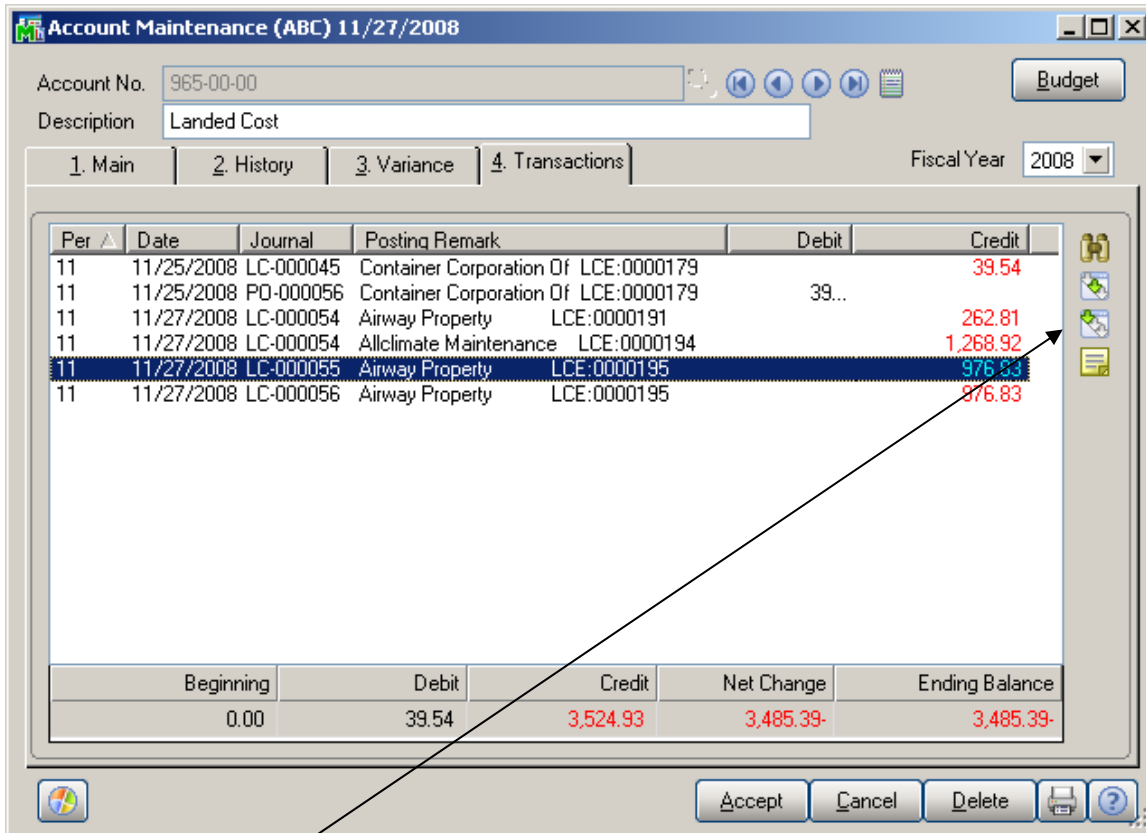 Account Maintenance (ABC) 11/27/2008
Account No. 965-00-00 Budget
Description Landed Cost
1. Main 2. History 3. Variance 4. Transactions Fiscal Year 2008
Per Date Journal Posting Remark Debit Credit
11 11/25/2008 LC-000045 Container Corporation Of LCE:0000179 39.54
11 11/25/2008 PO-000056 Container Corporation Of LCE:0000179 39...
11 11/27/2008 LC-000054 Airway Property LCE:0000191 262.81
11 11/27/2008 LC-000054 Allclimate Maintenance LCE:0000194 1,268.92
11 11/27/2008 LC-000055 Airway Property LCE:0000195 976.83
11 11/27/2008 LC-000056 Airway Property LCE:0000195 976.83
Beginning Debit Credit Net Change Ending Balance
0.00 39.54 3,524.93 3,485.39- 3,485.39-
Accept Cancel Delete